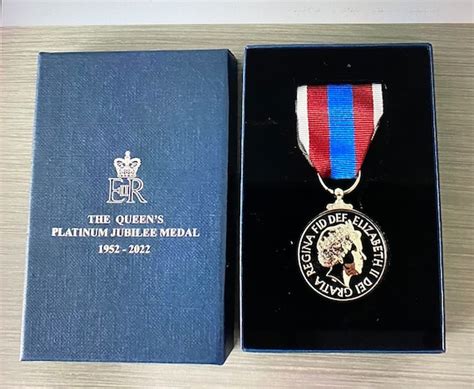 EIIR
THE QUEEN'S
PLATINUM JUBILEE MEDAL
1952 - 2022
ELIZABETH II DEI GRATIA REGINA FID DEF